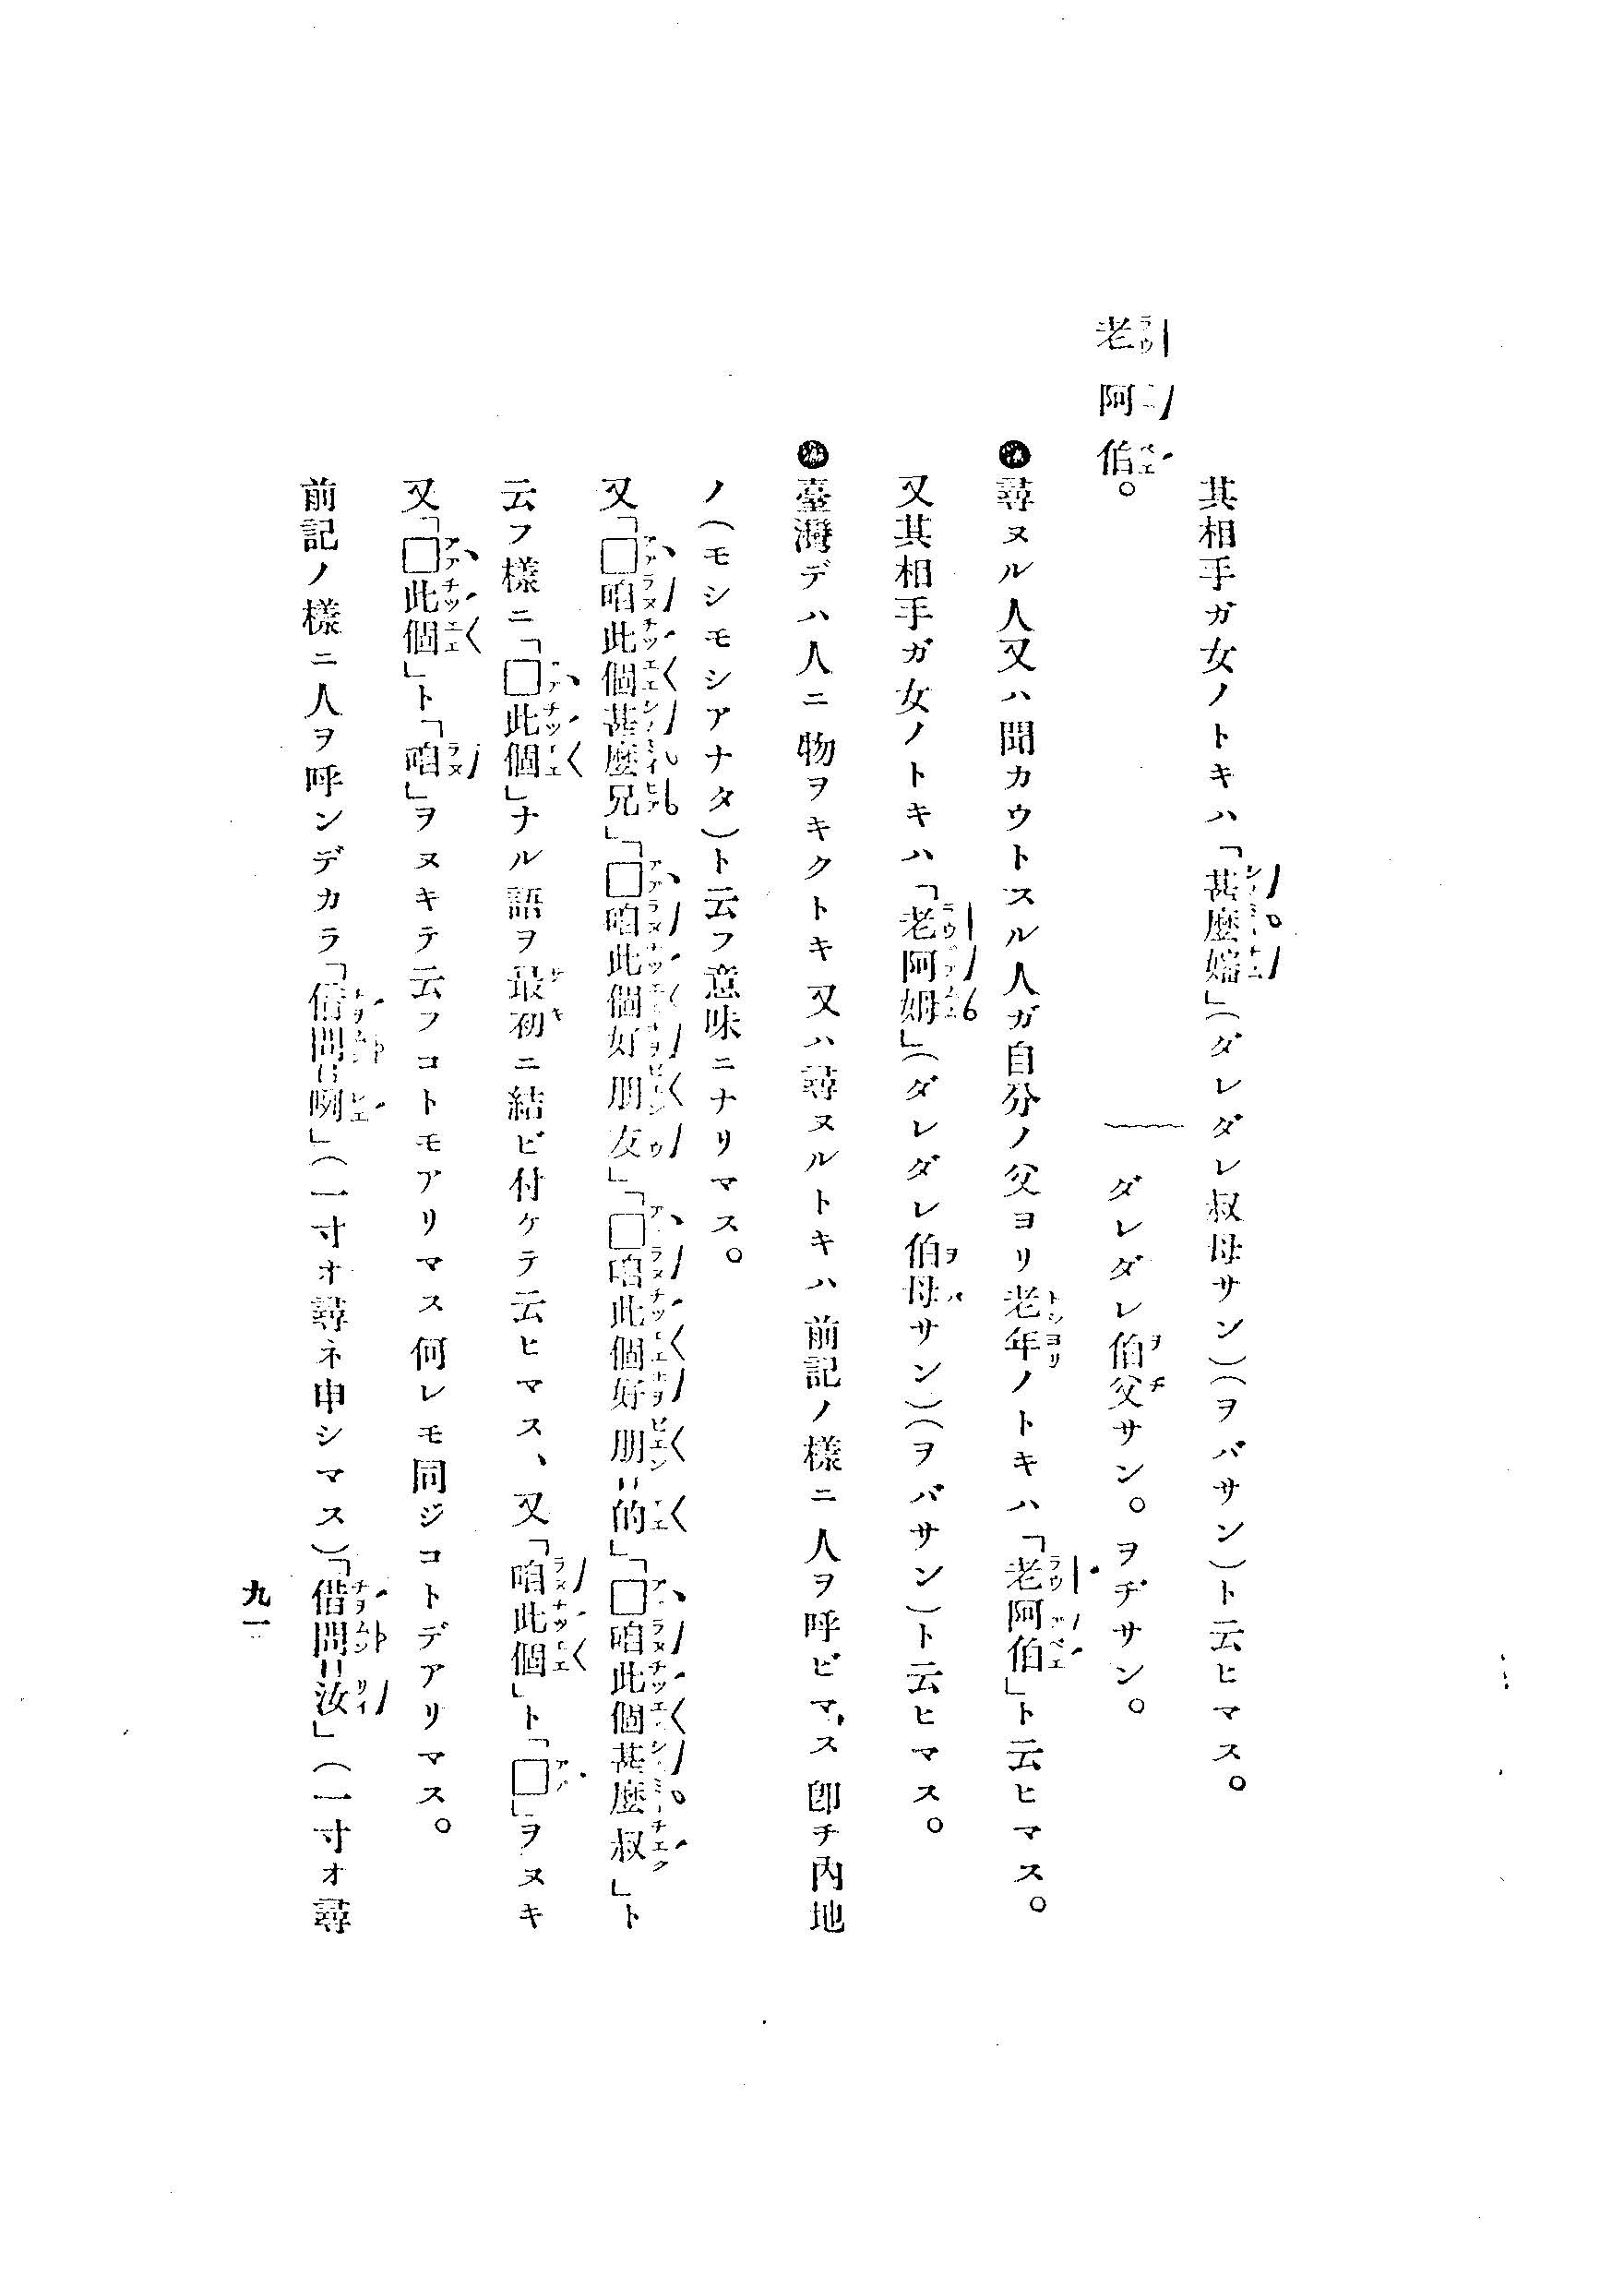 其相手ガ女ノトキハ「甚麼嬸」(ダレダレ叔母サン)(ヲバサン)ト云ヒマス。
老阿伯。 ダレダレ伯父サン。ヲヂサン。
尋ヌル人又ハ聞カウトスル人ガ自分ノ父ヨリ老年ノトキハ「老阿伯」ト云ヒマス。
又其相手ガ女ノトキハ「老阿姆」(ダレダレ伯母サン)(ヲバサン)ト云ヒマス。
臺灣デハ人ニ物ヲキクトキ又ハ尋ヌルトキハ前記ノ樣ニ人ヲ呼ビマス卽チ內地
ノ(モシモシアナタ)ト云フ意味ニナリマス。
又「□咱此個甚麼兄」「□咱此個好朋友」「□咱此個好朋〻的」「□咱此個甚麼叔」ト
云フ樣ニ「□此個」ナル語ヲ最初ニ結ビ付ケテ云ヒマス、又「咱此個」ト「□」ヲヌキ
又「□此個」ト「咱」ヲヌキテ云フコトモアリマス何レモ同ジコトデアリマス。
前記ノ樣ニ人ヲ呼ンデカラ「借問〻咧」(一寸オ尋ネ申シマス)「借問〻汝」(一寸オ尋
九一